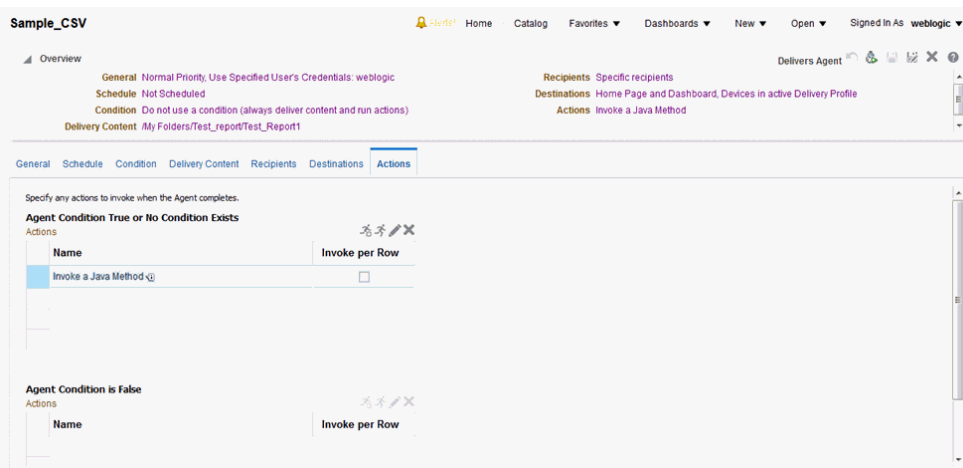 Sample_CSV
Home Catalog Favorites ▼ Dashboards ▼ New ▼ Open ▼ Signed In As weblogic ▼
Overview
Delivers Agent
General Normal Priority, Use Specified User's Credentials: weblogic
Recipients Specific recipients
Schedule Not Scheduled
Destinations Home Page and Dashboard, Devices in active Delivery Profile
Condition Do not use a condition (always deliver content and run actions)
Actions Invoke a Java Method
Delivery Content /My Folders/Test_report/Test_Report1
General Schedule Condition Delivery Content Recipients Destinations Actions
Specify any actions to invoke when the Agent completes.
Agent Condition True or No Condition Exists
Actions
Name Invoke per Row
Invoke a Java Method
Agent Condition is False
Actions
Name Invoke per Row